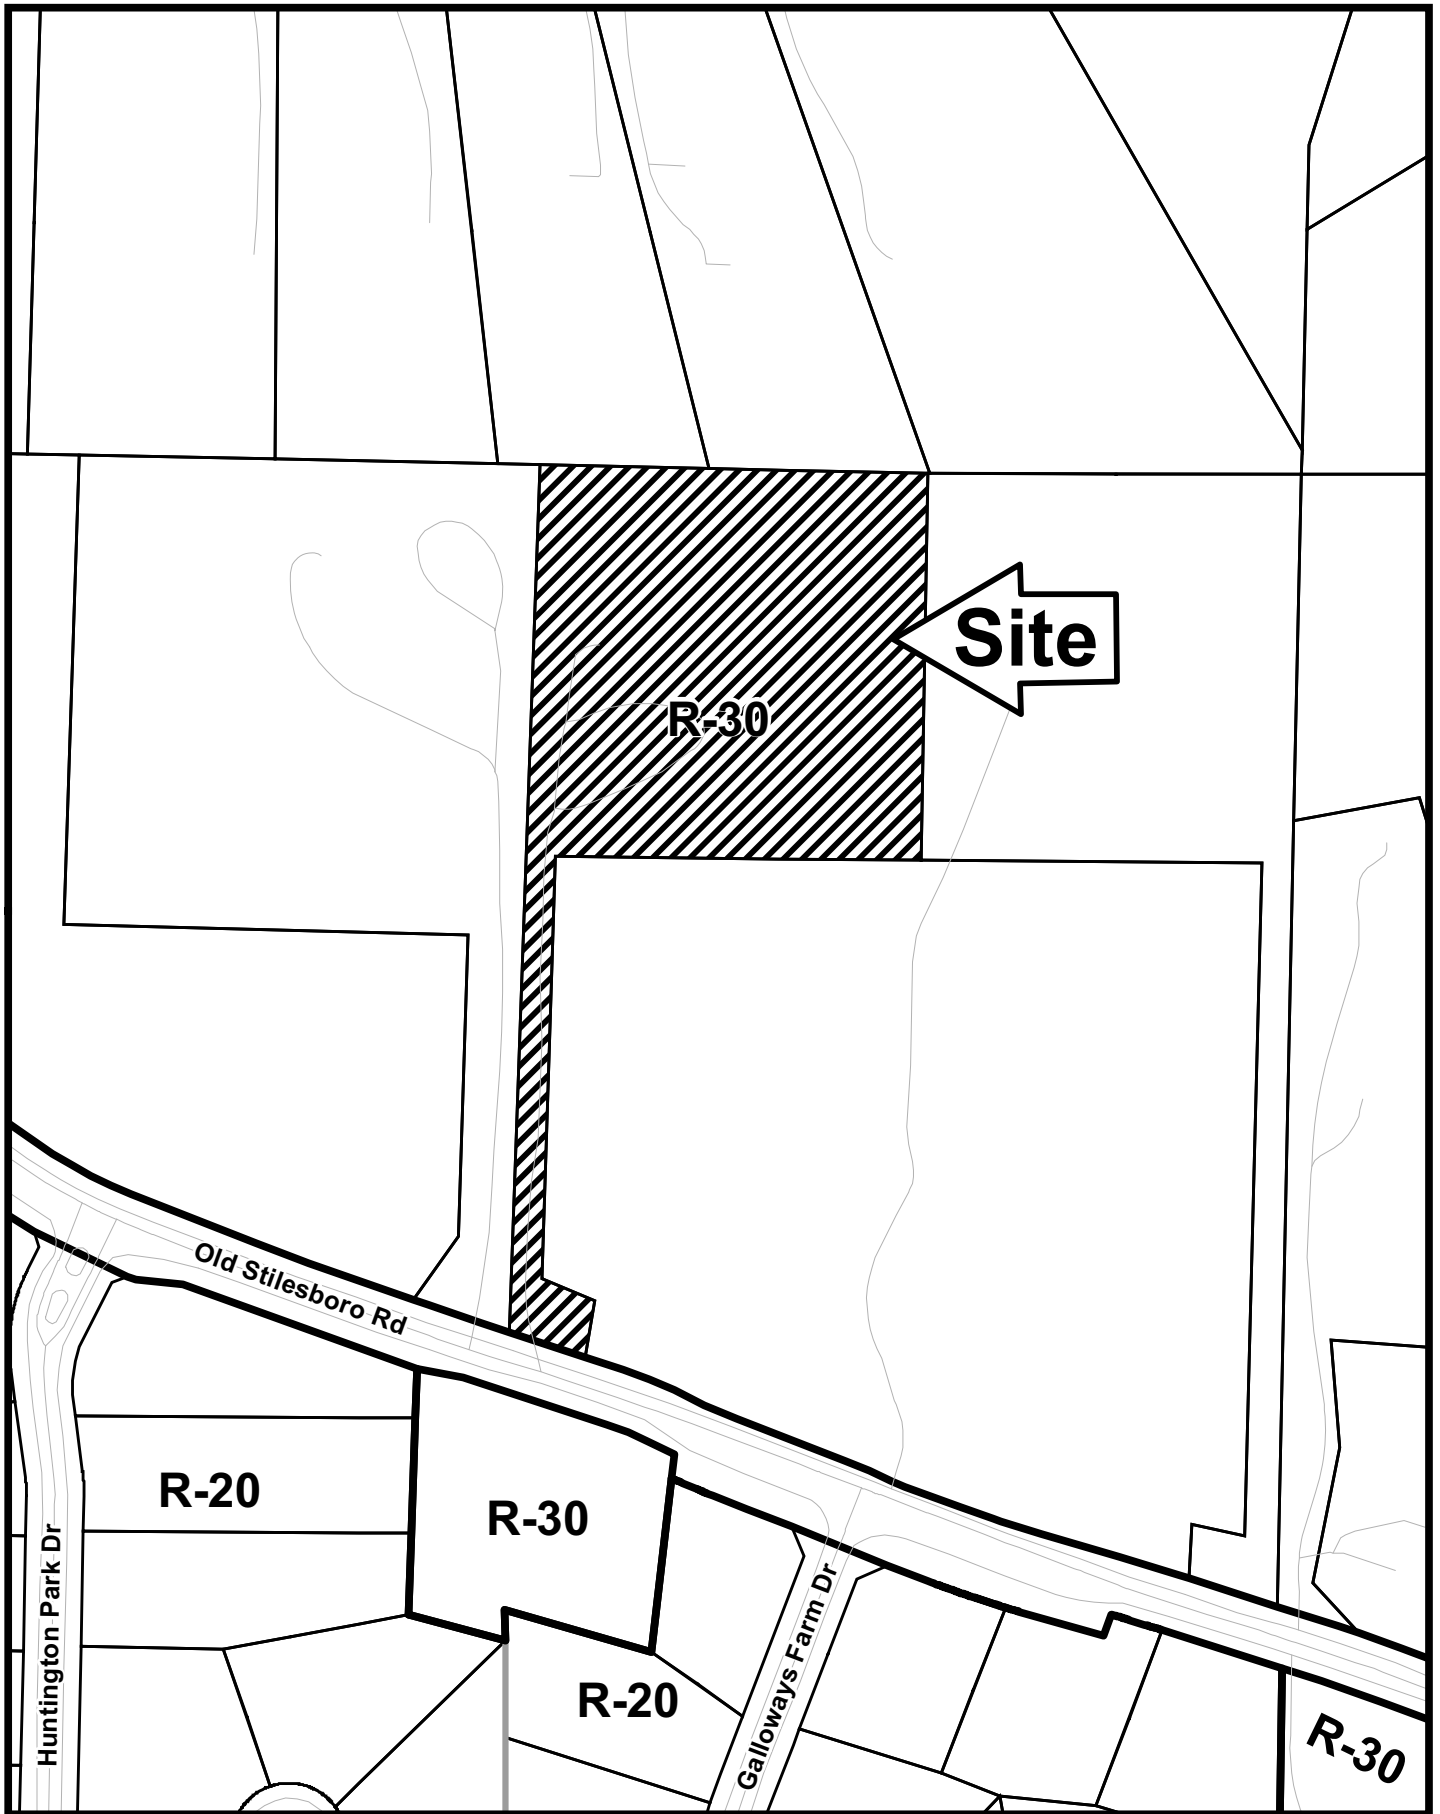 Site
R-30
Old Stilesboro Rd
R-20
R-30
Huntington Park Dr
Galloways Farm Dr
R-20
R-30